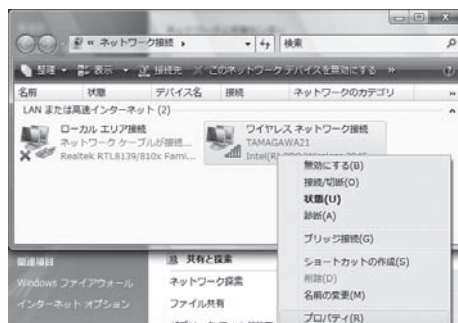 « ネットワーク接続 ▸
検索
整理 表示 接続先 このネットワーク デバイスを無効にする »
名前 状態 デバイス名 接続 ネットワークのカテゴリ »
LAN または高速インターネット (2)
ローカル エリア接続
ネットワーク ケーブルが接続...
Realtek RTL8139/810x Fami...
ワイヤレス ネットワーク接続
TAMAGAWA21
無効にする(B)
接続/切断(O)
状態(U)
診断(A)
ブリッジ接続(G)
ショートカットの作成(S)
削除(D)
名前の変更(M)
プロパティ(R)
関連項目
Windows ファイアウォール
インターネット オプション
共有と探索
ネットワーク探索
ファイル共有